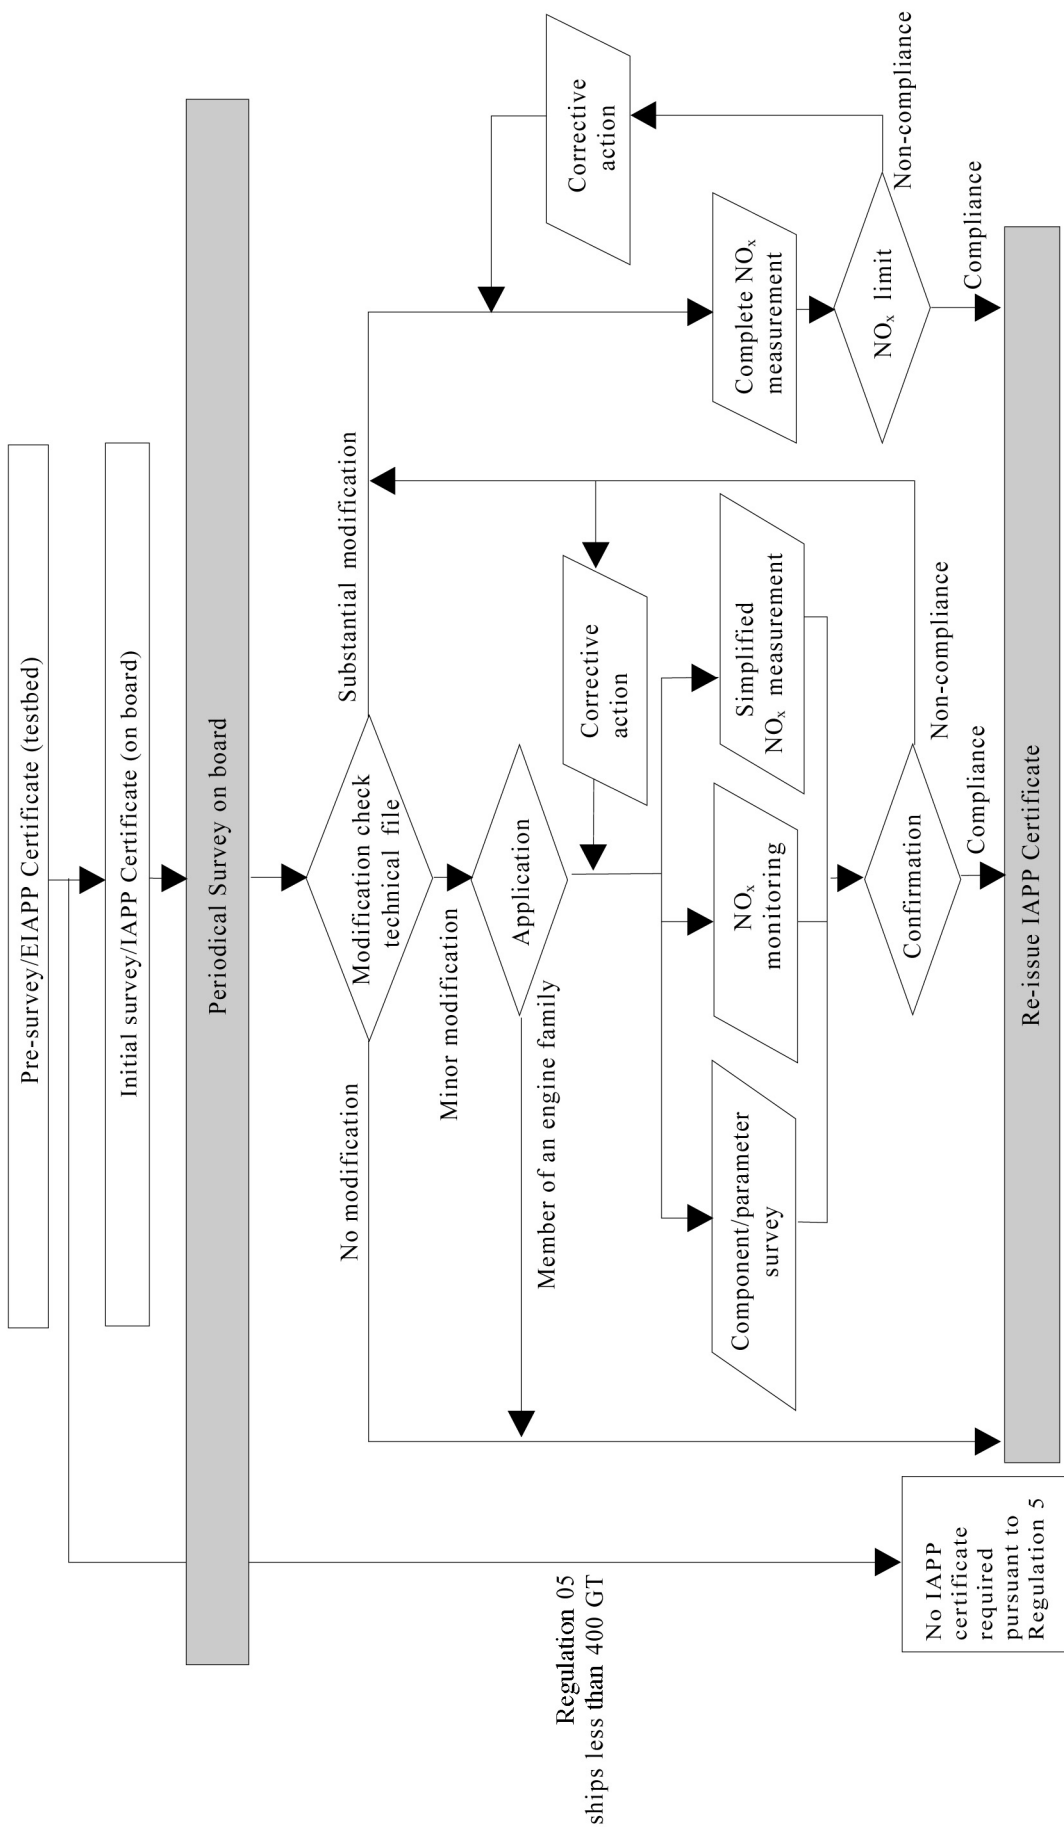 Pre-survey/EIAPP Certificate (testbed)
Initial survey/IAPP Certificate (on board)
Periodical Survey on board
No modification
Modification check
technical file
Substantial modification
Minor modification
Member of an engine family
Application
Corrective
action
Corrective
action
Regulation 05
ships less than 400 GT
Component/parameter
survey
NOx
monitoring
Simplified
NOx measurement
Complete NOx
measurement
Confirmation
Non-compliance
Compliance
NOx limit
Non-compliance
Compliance
No IAPP
certificate
required
pursuant to
Regulation 5
Re-issue IAPP Certificate